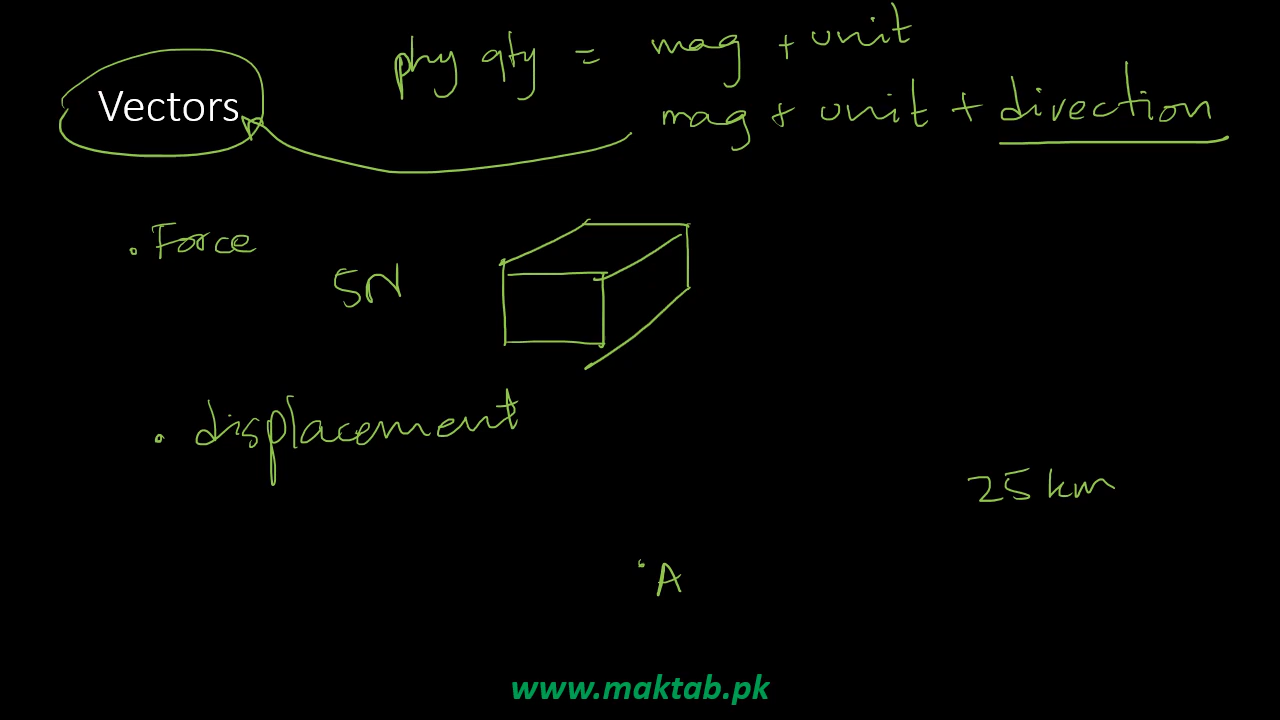 phy qty = mag + unit
Vectors
mag + unit + direction
. Force
5N
. displacement
25 km
. A
www.maktab.pk